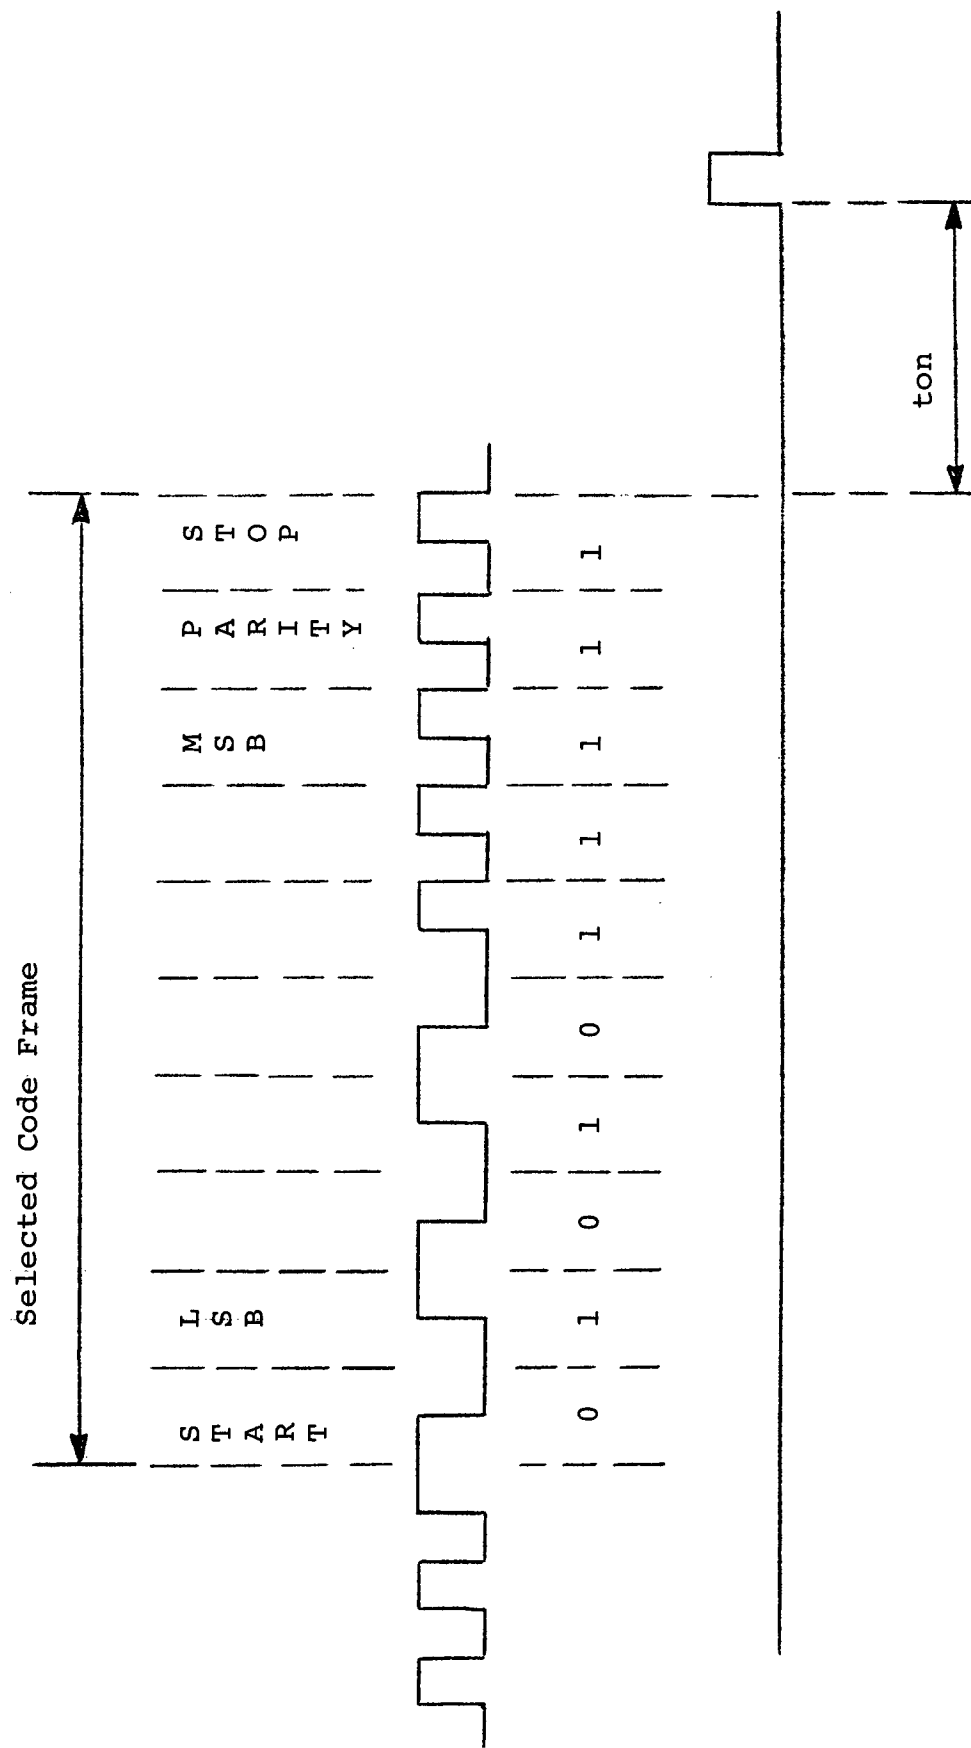 Selected Code Frame
START
LSB
MSB
PARITY
STOP
0 1 0 1 0 1 1 1 1 1
ton